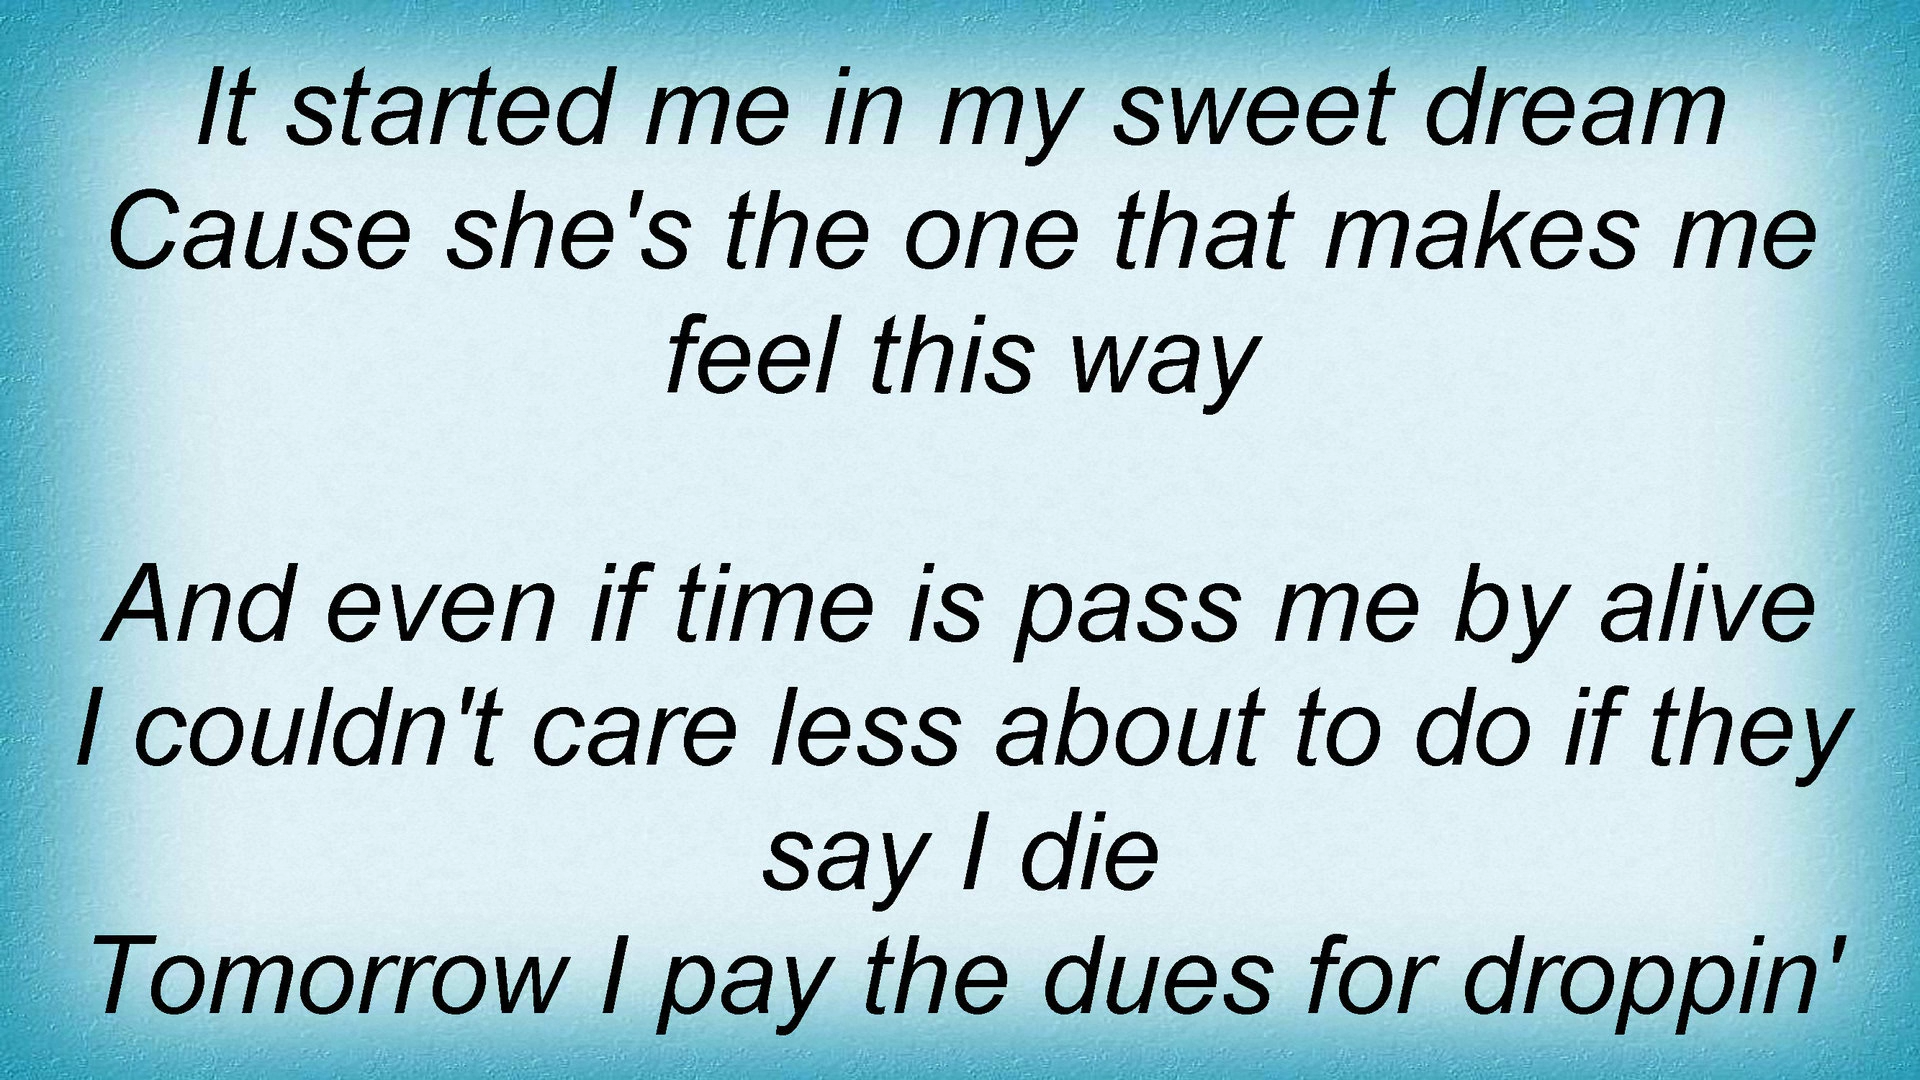 It started me in my sweet dream
Cause she's the one that makes me
feel this way
And even if time is pass me by alive
I couldn't care less about to do if they
say I die
Tomorrow I pay the dues for droppin'